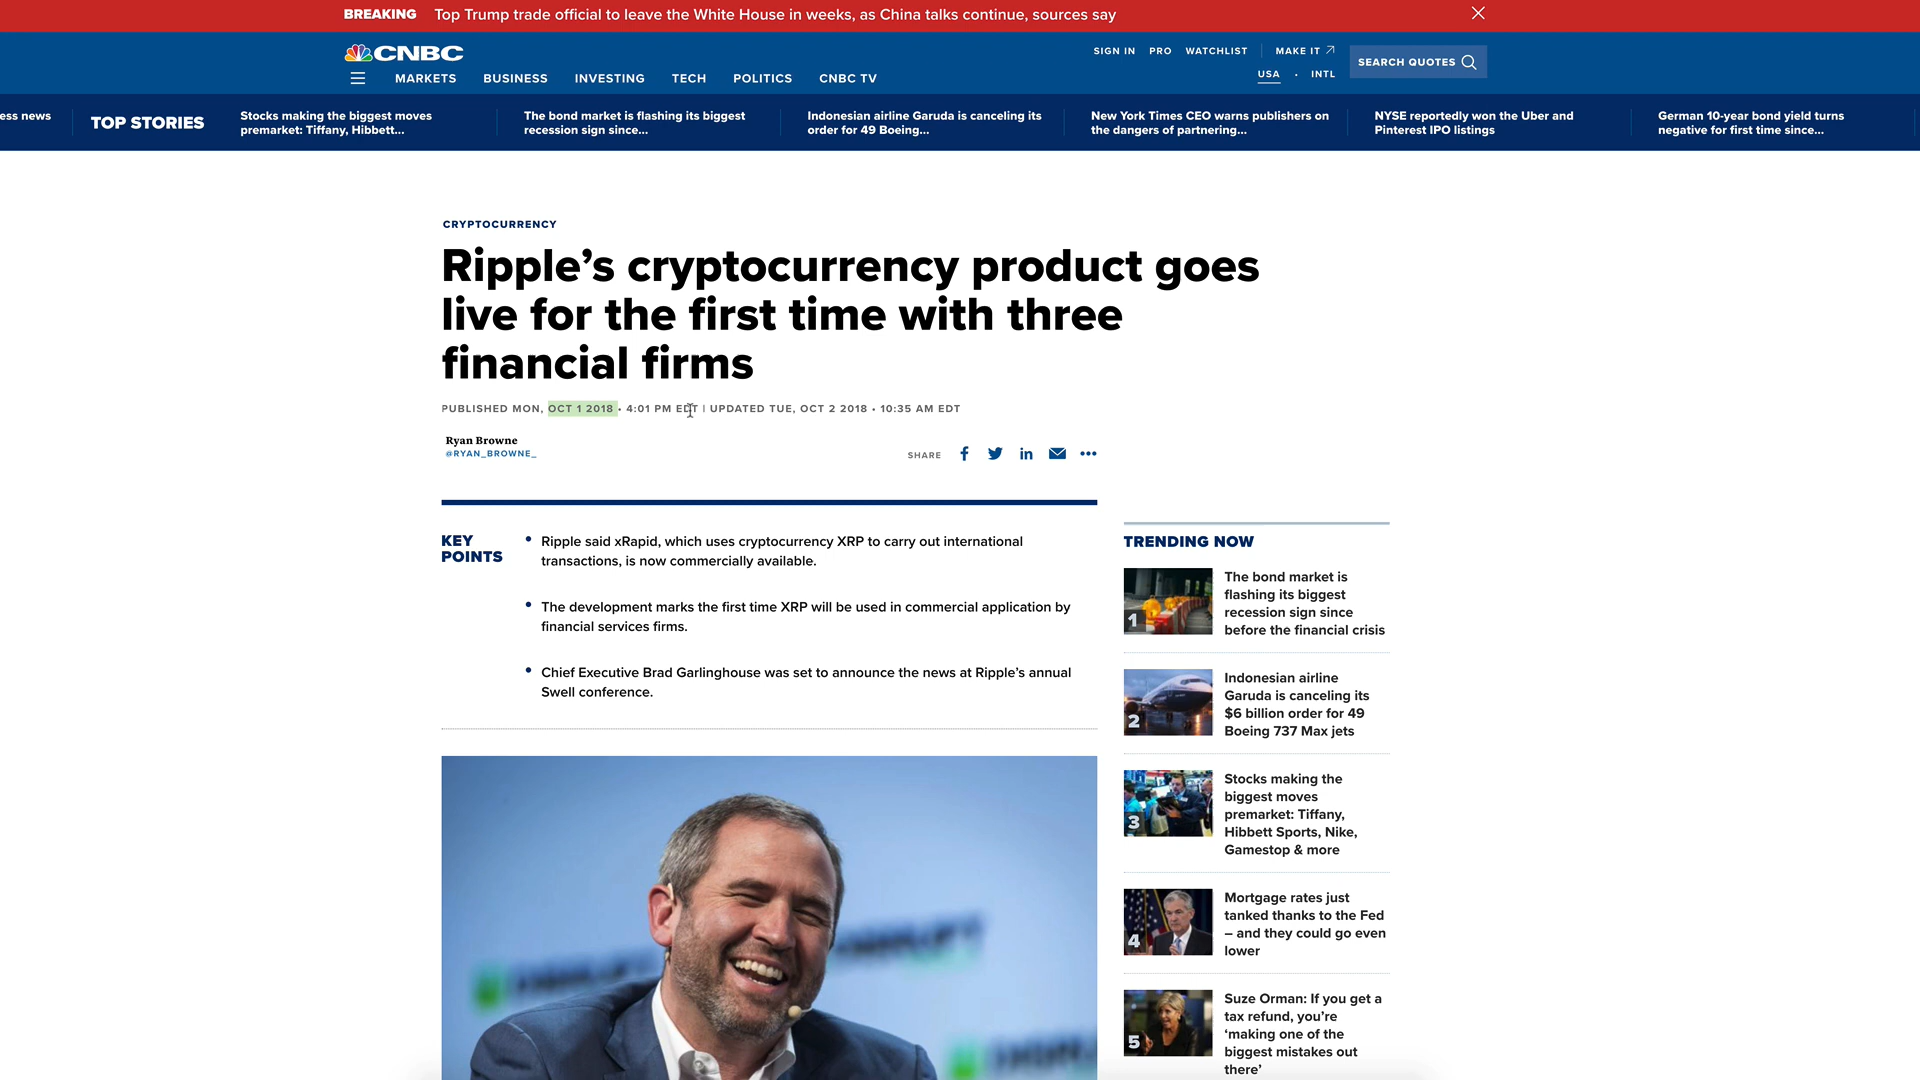 BREAKING Top Trump trade official to leave the White House in weeks, as China talks continue, sources say
CNBC
SIGN IN PRO WATCHLIST MAKE IT
USA · INTL
SEARCH QUOTES
MARKETS BUSINESS INVESTING TECH POLITICS CNBC TV
ess news
TOP STORIES
Stocks making the biggest moves
premarket: Tiffany, Hibbett...
The bond market is flashing its biggest
recession sign since...
Indonesian airline Garuda is canceling its
order for 49 Boeing...
New York Times CEO warns publishers on
the dangers of partnering...
NYSE reportedly won the Uber and
Pinterest IPO listings
German 10-year bond yield turns
negative for first time since...
CRYPTOCURRENCY
Ripple’s cryptocurrency product goes
live for the first time with three
financial firms
PUBLISHED MON, OCT 1 2018 • 4:01 PM EDT | UPDATED TUE, OCT 2 2018 • 10:35 AM EDT
Ryan Browne
@RYAN_BROWNE_
SHARE
KEY
POINTS
• Ripple said xRapid, which uses cryptocurrency XRP to carry out international
transactions, is now commercially available.
• The development marks the first time XRP will be used in commercial application by
financial services firms.
• Chief Executive Brad Garlinghouse was set to announce the news at Ripple’s annual
Swell conference.
TRENDING NOW
1
The bond market is
flashing its biggest
recession sign since
before the financial crisis
2
Indonesian airline
Garuda is canceling its
$6 billion order for 49
Boeing 737 Max jets
3
Stocks making the
biggest moves
premarket: Tiffany,
Hibbett Sports, Nike,
Gamestop & more
4
Mortgage rates just
tanked thanks to the Fed
– and they could go even
lower
5
Suze Orman: If you get a
tax refund, you’re
‘making one of the
biggest mistakes out
there’